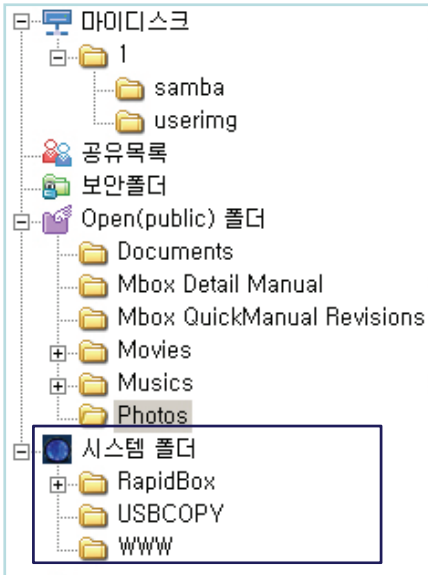 마이디스크
1
samba
userimg
공유목록
보안폴더
Open(public) 폴더
Documents
Mbox Detail Manual
Mbox QuickManual Revisions
Movies
Musics
Photos
시스템 폴더
RapidBox
USBCOPY
WWW